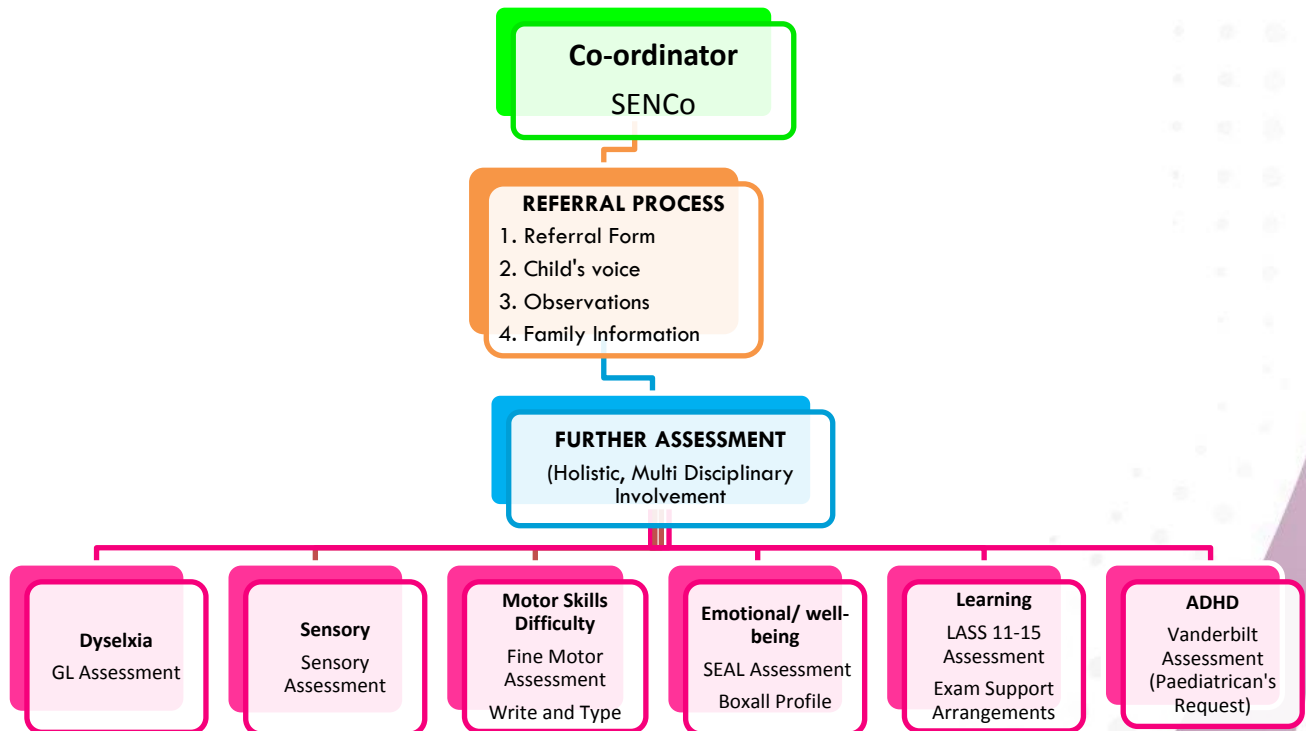 Co-ordinator
SENCo
REFERRAL PROCESS
1. Referral Form
2. Child's voice
3. Observations
4. Family Information
FURTHER ASSESSMENT
(Holistic, Multi Disciplinary
Involvement
Dyselxia
GL Assessment
Sensory
Sensory
Assessment
Motor Skills
Difficulty
Fine Motor
Assessment
Write and Type
Emotional/ well-
being
SEAL Assessment
Boxall Profile
Learning
LASS 11-15
Assessment
Exam Support
Arrangements
ADHD
Vanderbilt
Assessment
(Paediatrican's
Request)